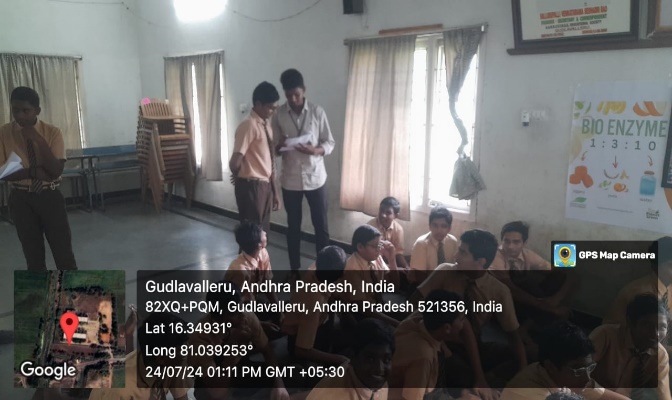 BIO ENZYME
1:3:10
GPS Map Camera
Gudlavalleru, Andhra Pradesh, India
82XQ+PQM, Gudlavalleru, Andhra Pradesh 521356, India
Lat 16.34931°
Long 81.039253°
24/07/24 01:11 PM GMT +05:30
Google